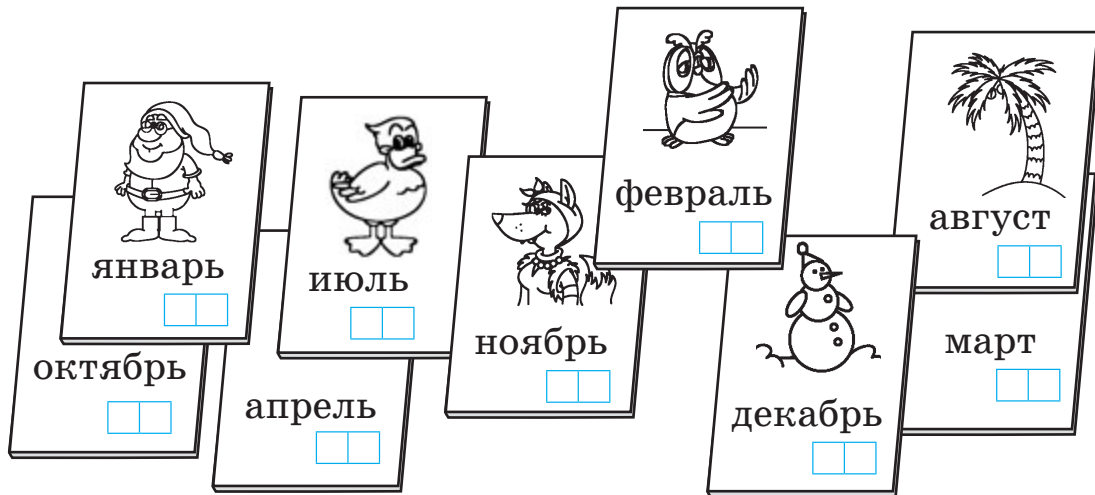 январь
октябрь
июль
апрель
ноябрь
февраль
декабрь
август
март